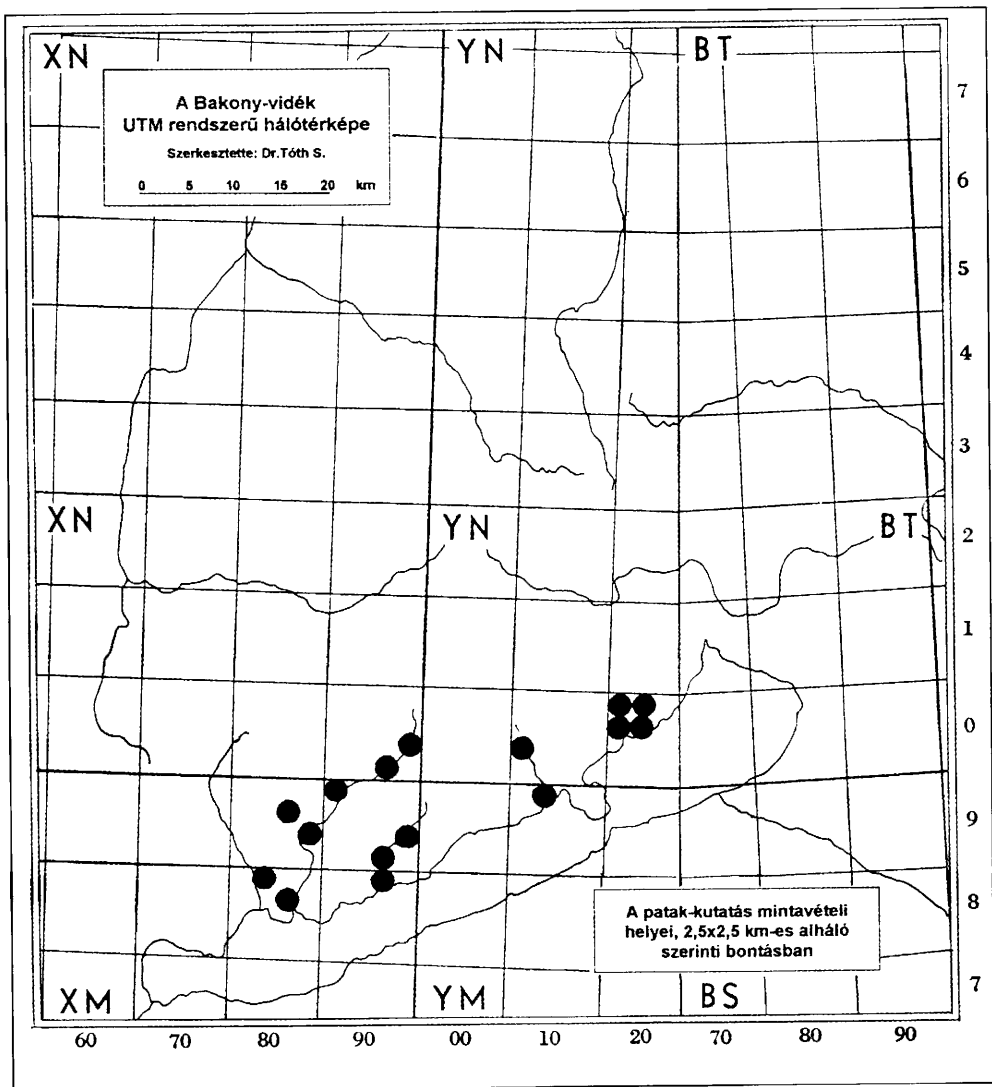 XN
YN
BT
A Bakony-vidék
UTM rendszerű hálótérképe
Szerkesztette: Dr.Tóth S.
0 5 10 15 20 km
7
6
5
4
3
XN
YN
BT
2
1
0
9
8
A patak-kutatás mintavételi
helyei, 2,5x2,5 km-es alháló
szerinti bontásban
7
XM
YM
BS
60 70 80 90 00 10 20 70 80 90